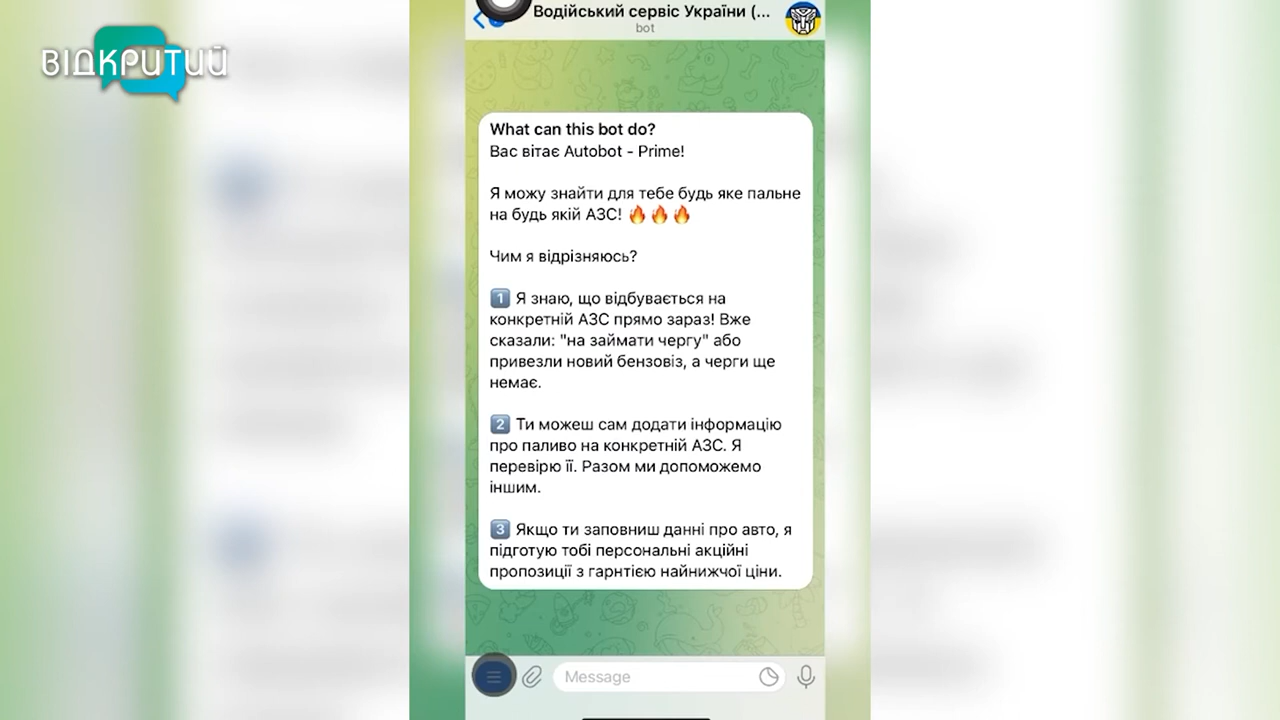 ВІДКРИТИЙ
Водійський сервіс України (...
bot
What can this bot do?
Вас вітає Autobot - Prime!
Я можу знайти для тебе будь яке пальне
на будь якій АЗС! 🔥🔥🔥
Чим я відрізняюсь?
1️⃣ Я знаю, що відбувається на
конкретній АЗС прямо зараз! Вже
сказали: "на займати чергу" або
привезли новий бензовіз, а черги ще
немає.
2️⃣ Ти можеш сам додати інформацію
про паливо на конкретній АЗС. Я
перевірю її. Разом ми допоможемо
іншим.
3️⃣ Якщо ти заповниш данні про авто, я
підготую тобі персональні акційні
пропозиції з гарнтією найнижчої ціни.
Message